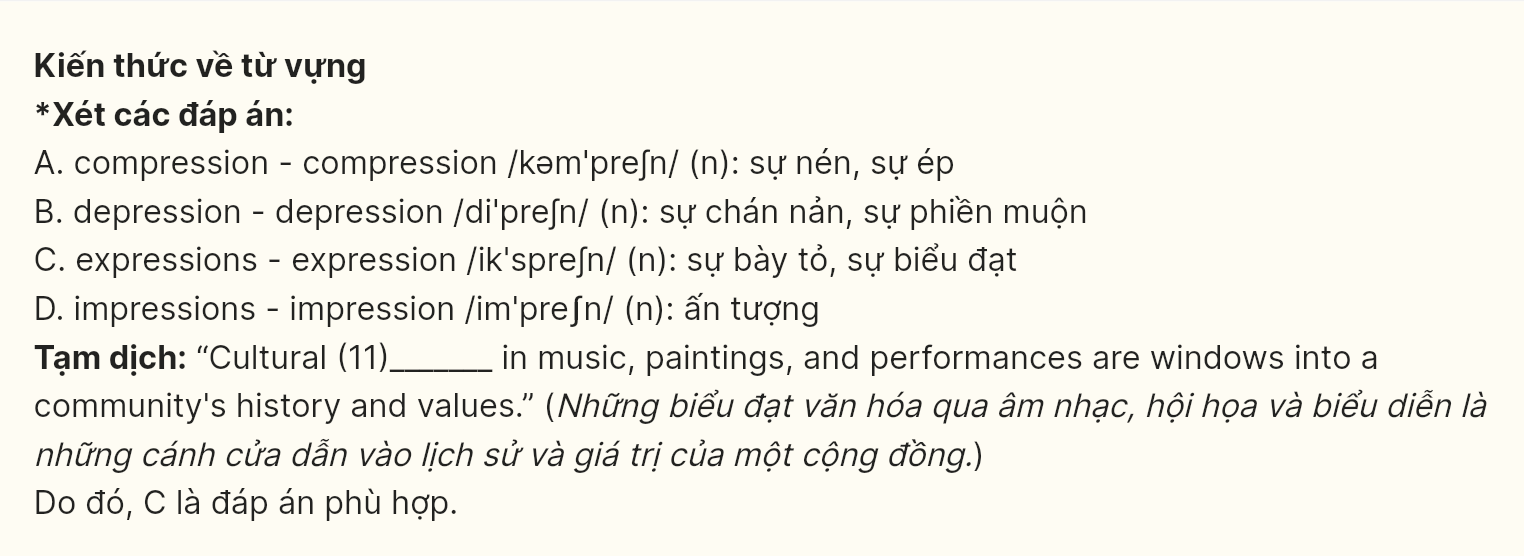 Kiến thức về từ vựng
*Xét các đáp án:
A. compression - compression /kəm'preʃn/ (n): sự nén, sự ép
B. depression - depression /di'preʃn/ (n): sự chán nản, sự phiền muộn
C. expressions - expression /ik'spreʃn/ (n): sự bày tỏ, sự biểu đạt
D. impressions - impression /im'preʃn/ (n): ấn tượng
Tạm dịch: “Cultural (11)_______ in music, paintings, and performances are windows into a
community's history and values.” (Những biểu đạt văn hóa qua âm nhạc, hội họa và biểu diễn là
những cánh cửa dẫn vào lịch sử và giá trị của một cộng đồng.)
Do đó, C là đáp án phù hợp.